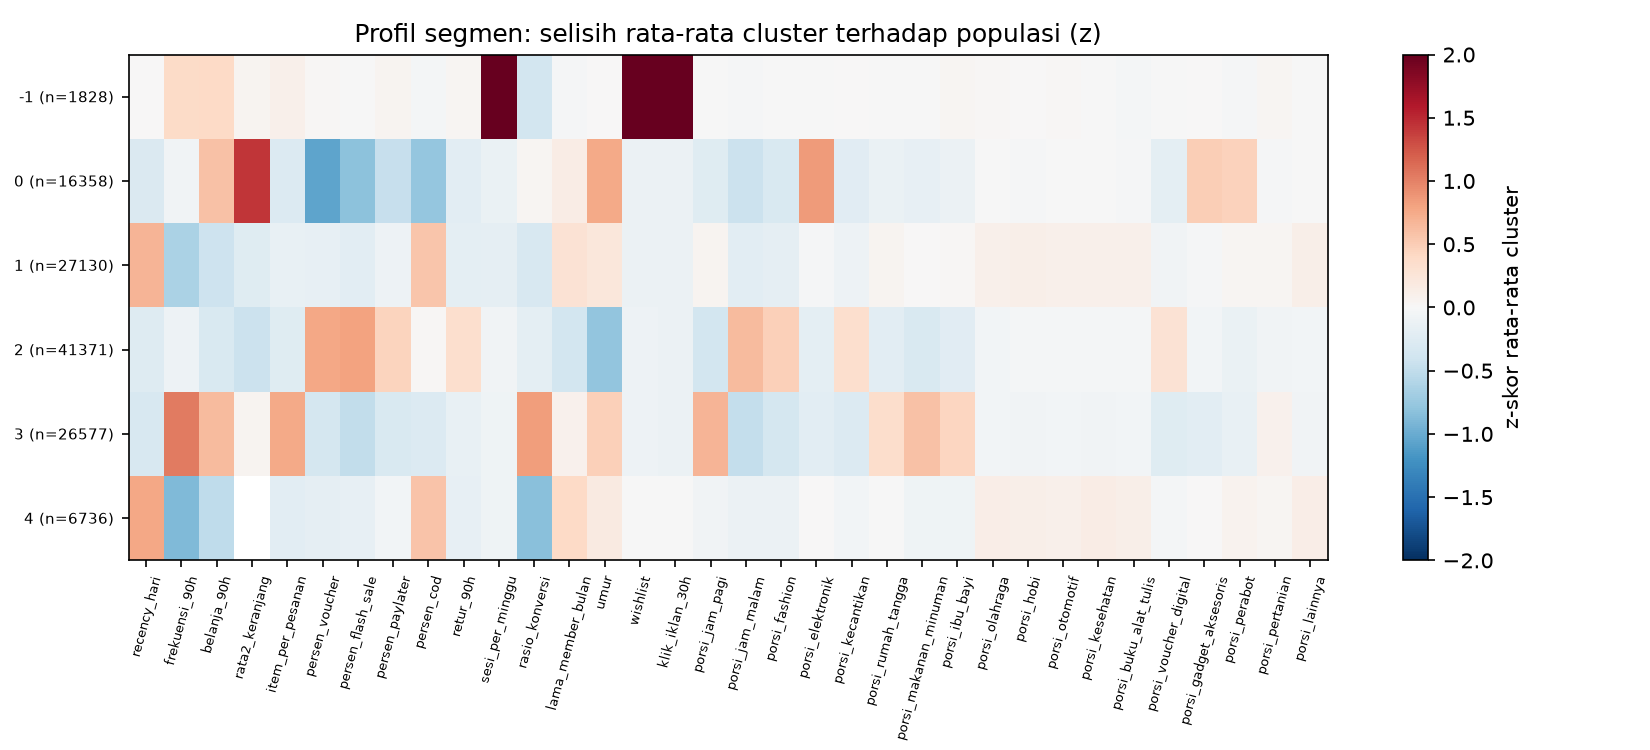 Profil segmen: selisih rata-rata cluster terhadap populasi (z)
-1 (n=1828)
0 (n=16358)
1 (n=27130)
2 (n=41371)
3 (n=26577)
4 (n=6736)
recency_hari
frekuensi_90h
belanja_90h
rata2_keranjang
item_per_pesanan
persen_voucher
persen_flash_sale
persen_paylater
persen_cod
retur_90h
sesi_per_minggu
rasio_konversi
lama_member_bulan
umur
wishlist
klik_iklan_30h
porsi_jam_pagi
porsi_jam_malam
porsi_fashion
porsi_elektronik
porsi_kecantikan
porsi_rumah_tangga
porsi_makanan_minuman
porsi_ibu_bayi
porsi_olahraga
porsi_hobi
porsi_otomotif
porsi_kesehatan
porsi_buku_alat_tulis
porsi_voucher_digital
porsi_gadget_aksesoris
porsi_perabot
porsi_pertanian
porsi_lainnya
2.0
1.5
1.0
0.5
0.0
−0.5
−1.0
−1.5
−2.0
z-skor rata-rata cluster